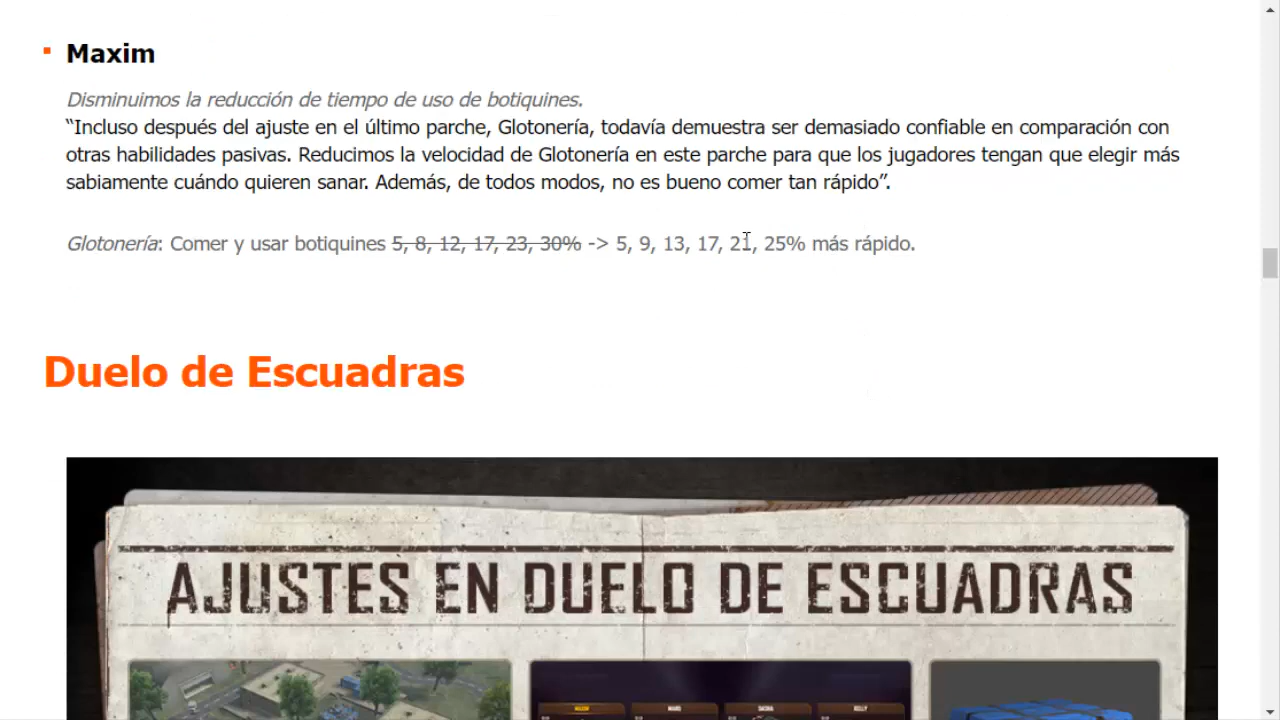 Maxim
Disminuimos la reducción de tiempo de uso de botiquines.
“Incluso después del ajuste en el último parche, Glotonería, todavía demuestra ser demasiado confiable en comparación con
otras habilidades pasivas. Reducimos la velocidad de Glotonería en este parche para que los jugadores tengan que elegir más
sabiamente cuándo quieren sanar. Además, de todos modos, no es bueno comer tan rápido”.
Glotonería: Comer y usar botiquines 5, 8, 12, 17, 23, 30% -> 5, 9, 13, 17, 21, 25% más rápido.
Duelo de Escuadras
AJUSTES EN DUELO DE ESCUADRAS